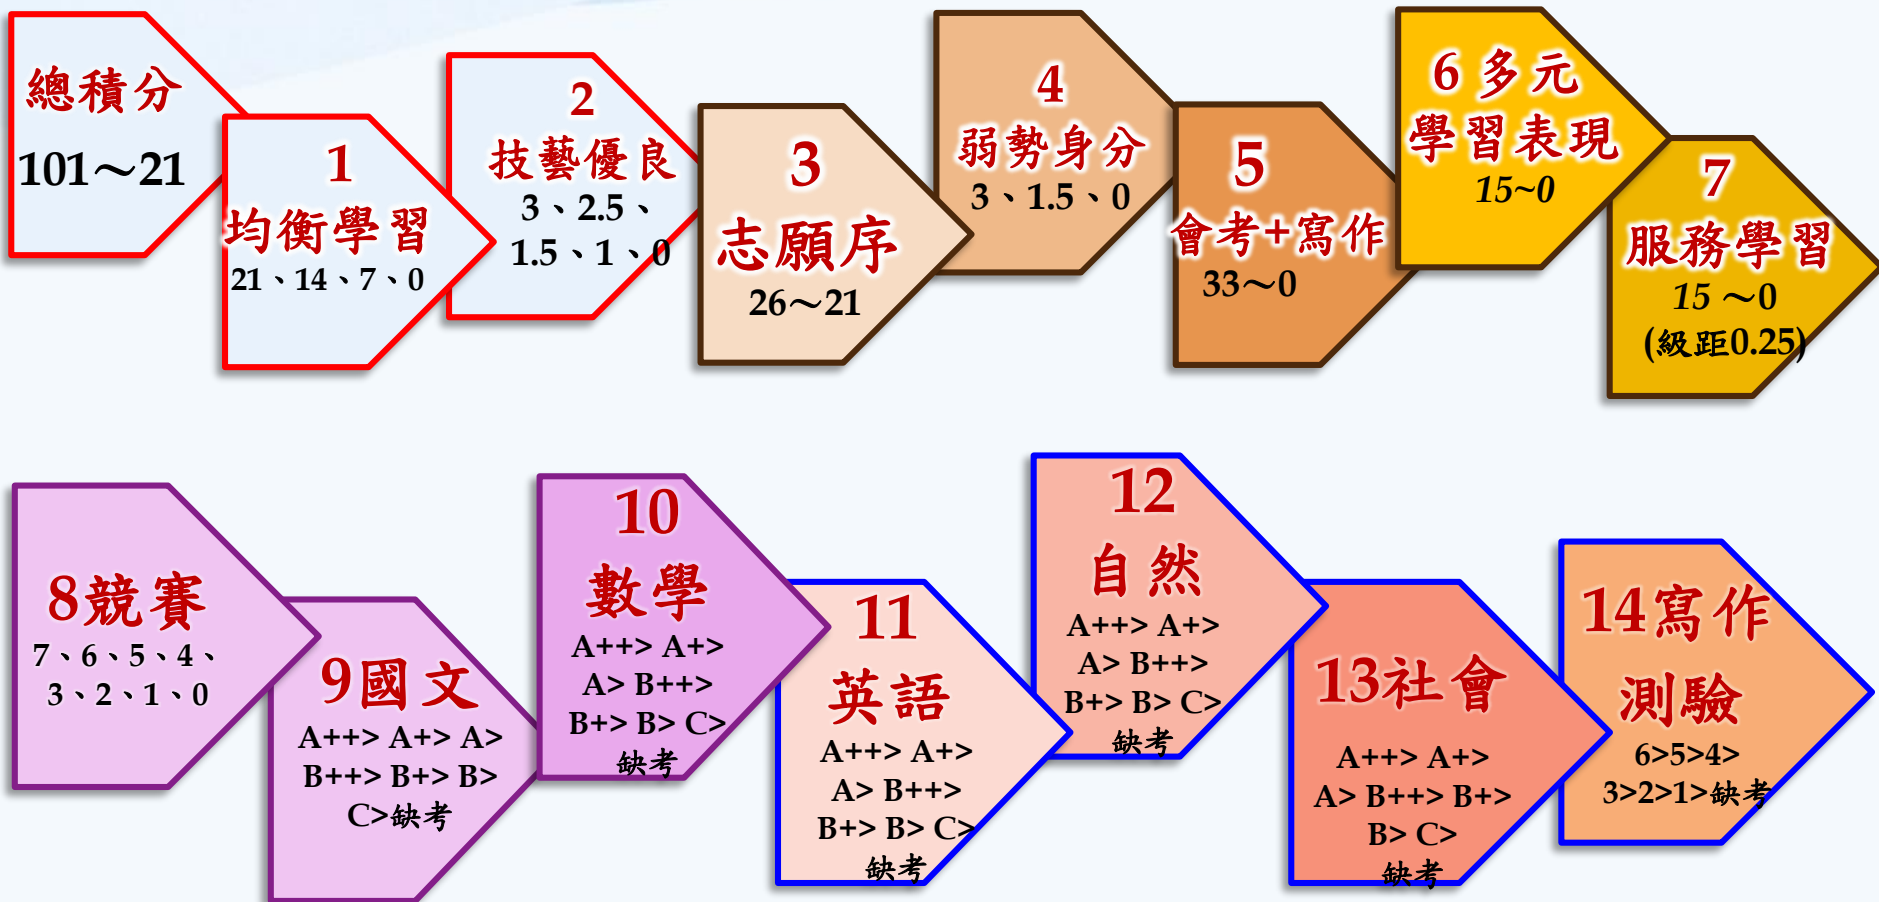 總積分
101～21
1
均衡學習
21、14、7、0
2
技藝優良
3、2.5、
1.5、1、0
3
志願序
26～21
4
弱勢身分
3、1.5、0
5
會考+寫作
33～0
6 多元
學習表現
15~0
7
服務學習
15 ～0
(級距0.25)
8競賽
7、6、5、4、
3、2、1、0
9國文
A++> A+> A>
B++> B+> B>
C>缺考
10
數學
A++> A+>
A> B++>
B+> B> C>
缺考
11
英語
A++> A+>
A> B++>
B+> B> C>
缺考
12
自然
A++> A+>
A> B++>
B+> B> C>
缺考
13社會
A++> A+>
A> B++> B+>
B> C>
缺考
14寫作
測驗
6>5>4>
3>2>1>缺考